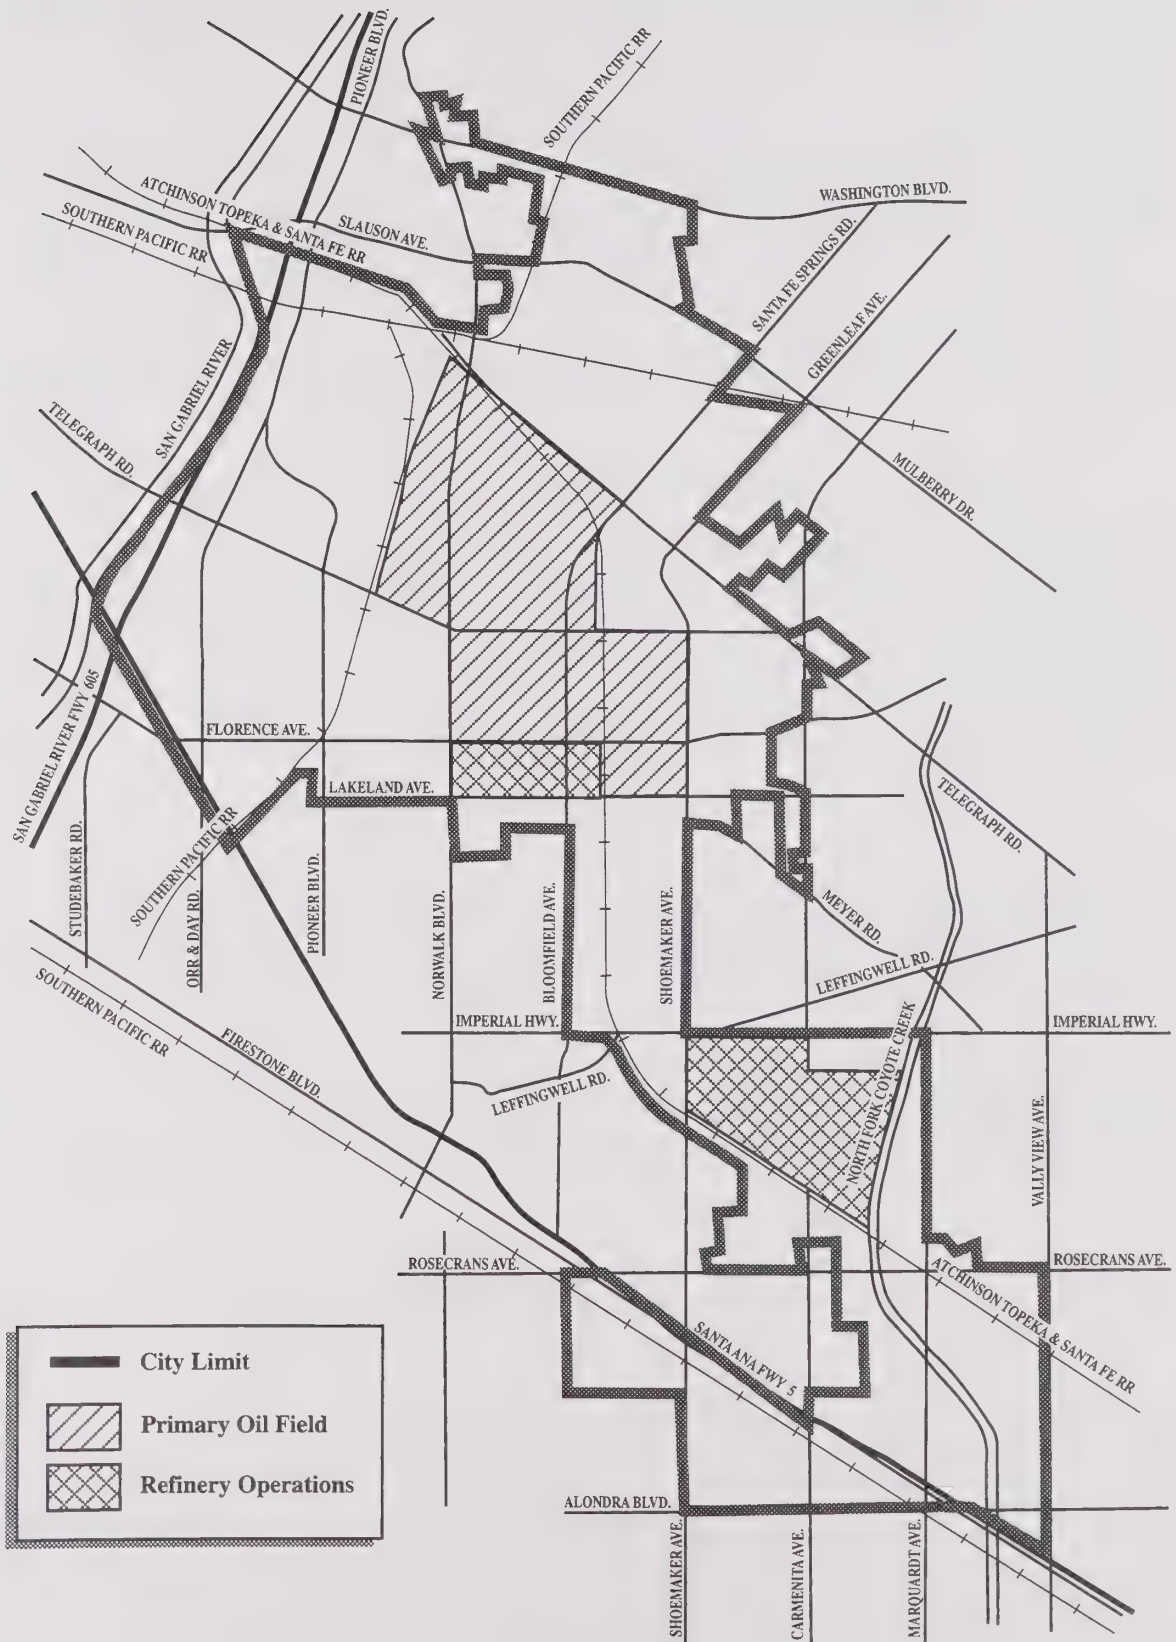 PIONEER BLVD.
SOUTHERN PACIFIC RR
WASHINGTON BLVD.
ATCHINSON TOPEKA & SANTA FE RR
SLAUSON AVE.
SOUTHERN PACIFIC RR
SANTA FE SPRINGS RD.
GREENLEAF AVE.
SAN GABRIEL RIVER
TELEGRAPH RD.
MULBERRY DR.
SAN GABRIEL RIVER FWY 605
FLORENCE AVE.
LAKELAND AVE.
TELEGRAPH RD.
STUDEBAKER RD.
SOUTHERN PACIFIC RR
ORR & DAY RD.
PIONEER BLVD.
NORWALK BLVD.
BLOOMFIELD AVE.
SHOEMAKER AVE.
MEYER RD.
LEFFINGWELL RD.
IMPERIAL HWY.
IMPERIAL HWY.
SOUTHERN PACIFIC RR
FIRESTONE BLVD.
LEFFINGWELL RD.
NORTH FORK COYOTE CREEK
VALLY VIEW AVE.
ROSECRANS AVE.
ROSECRANS AVE.
ATCHINSON TOPEKA & SANTA FE RR
SANTA ANA FWY 5
City Limit
Primary Oil Field
Refinery Operations
ALONDRA BLVD.
SHOEMAKER AVE.
CARMENITA AVE.
MARQUARDT AVE.